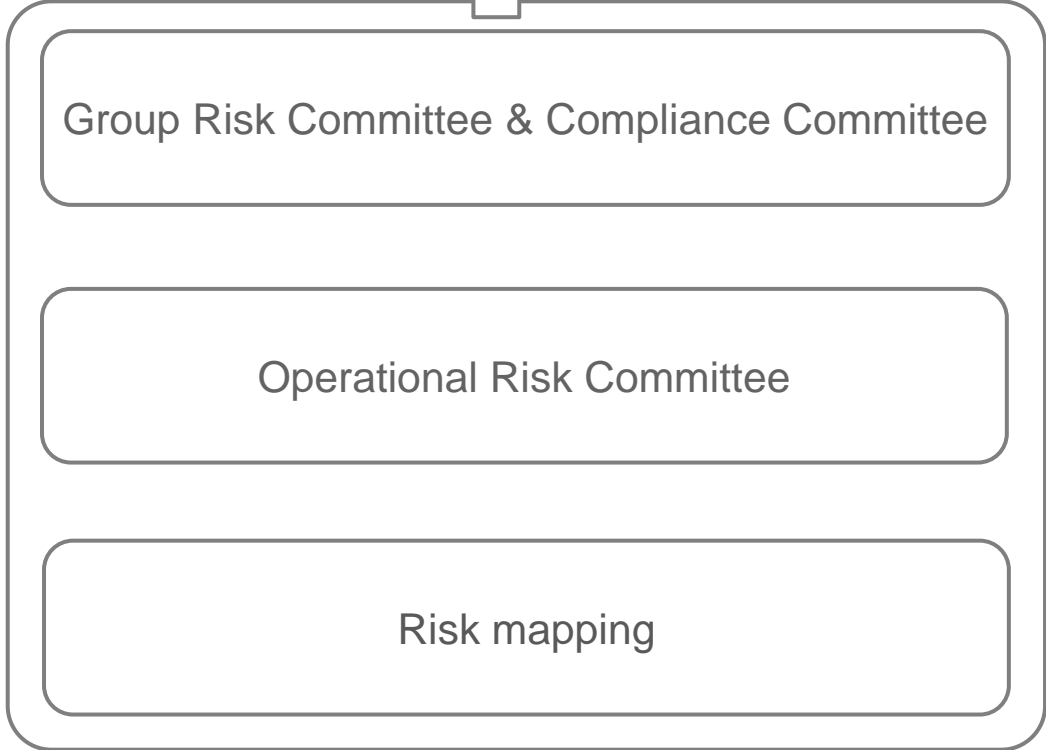 Group Risk Committee & Compliance Committee
Operational Risk Committee
Risk mapping